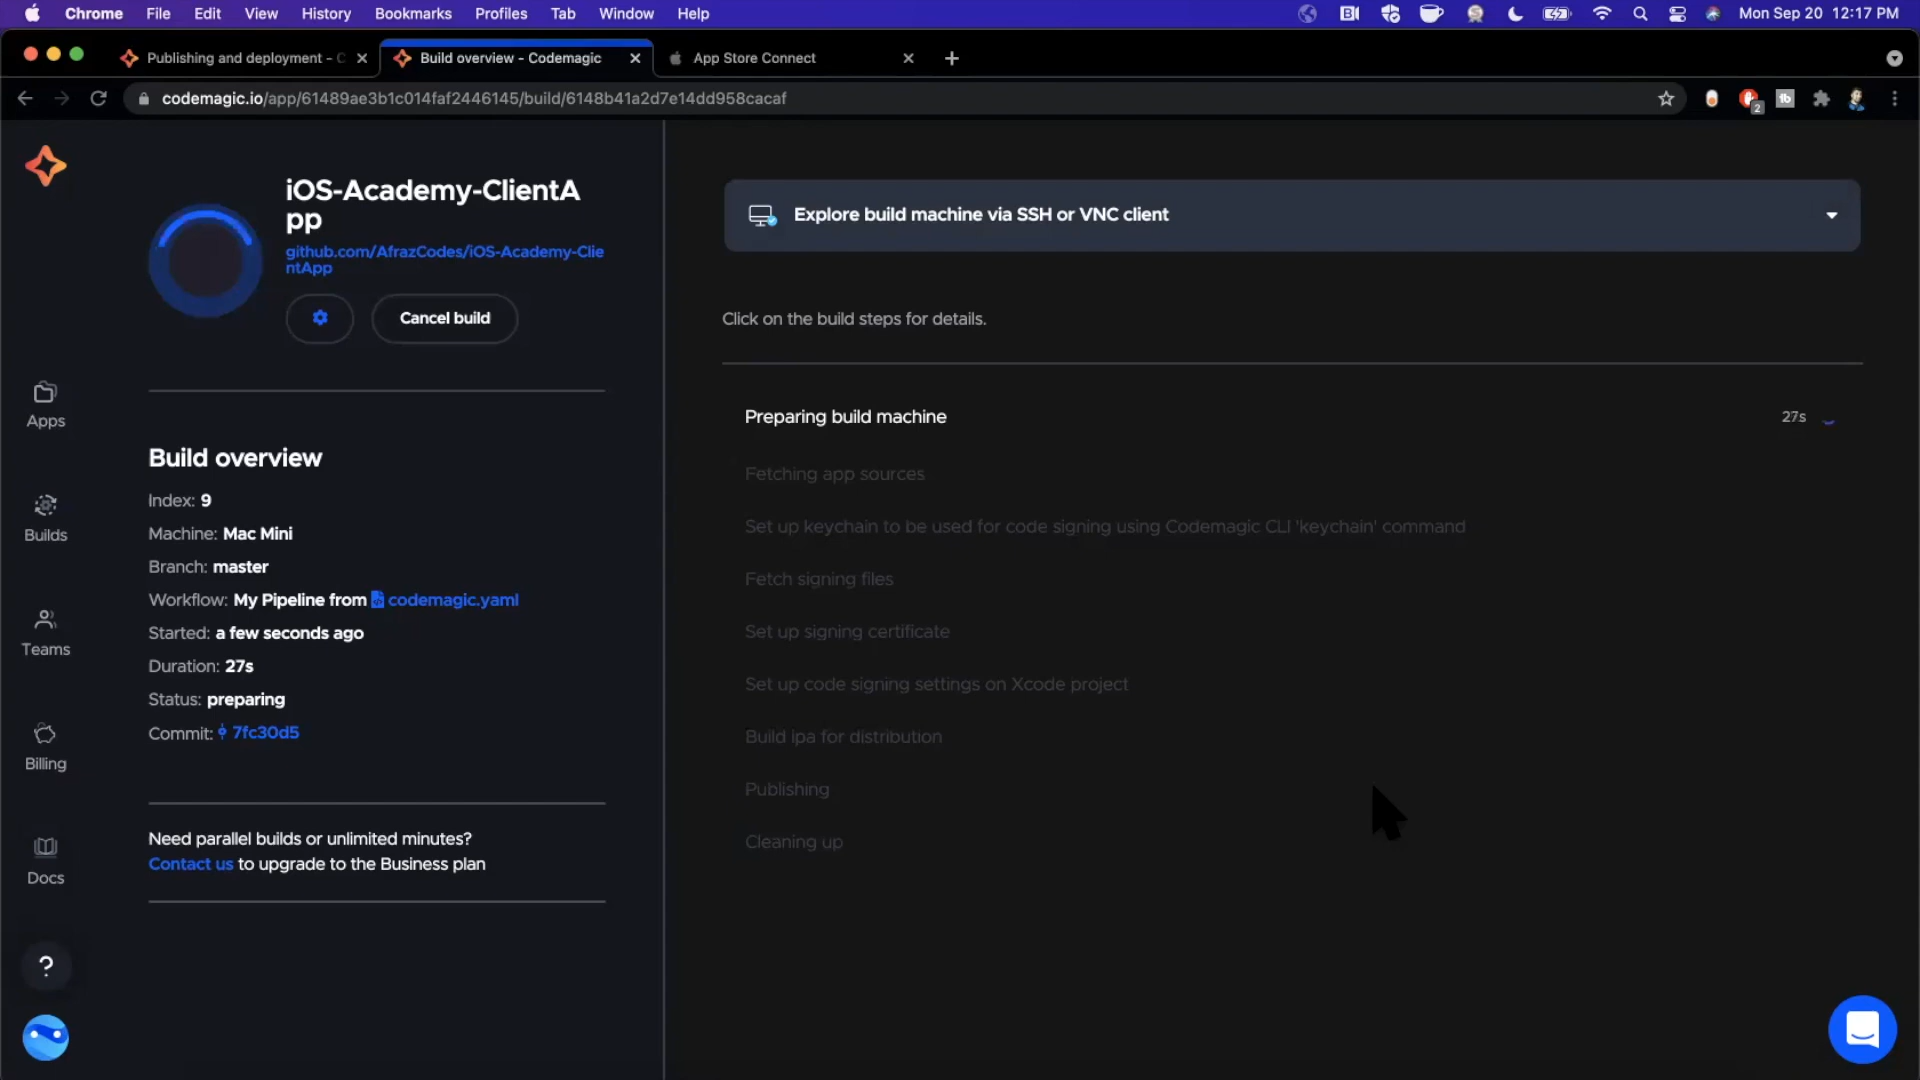 Chrome File Edit View History Bookmarks Profiles Tab Window Help
Mon Sep 20 12:17 PM
Publishing and deployment - C
Build overview - Codemagic
App Store Connect
codemagic.io/app/61489ae3b1c014faf2446145/build/6148b41a2d7e14dd958cacaf
2
tb
iOS-Academy-ClientA
pp
github.com/AfrazCodes/iOS-Academy-Clie
ntApp
Cancel build
Apps
Builds
Teams
Billing
Docs
?
Build overview
Index: 9
Machine: Mac Mini
Branch: master
Workflow: My Pipeline from codemagic.yaml
Started: a few seconds ago
Duration: 27s
Status: preparing
Commit: 7fc30d5
Need parallel builds or unlimited minutes?
Contact us to upgrade to the Business plan
Explore build machine via SSH or VNC client
Click on the build steps for details.
Preparing build machine 27s
Fetching app sources
Set up keychain to be used for code signing using Codemagic CLI 'keychain' command
Fetch signing files
Set up signing certificate
Set up code signing settings on Xcode project
Build ipa for distribution
Publishing
Cleaning up